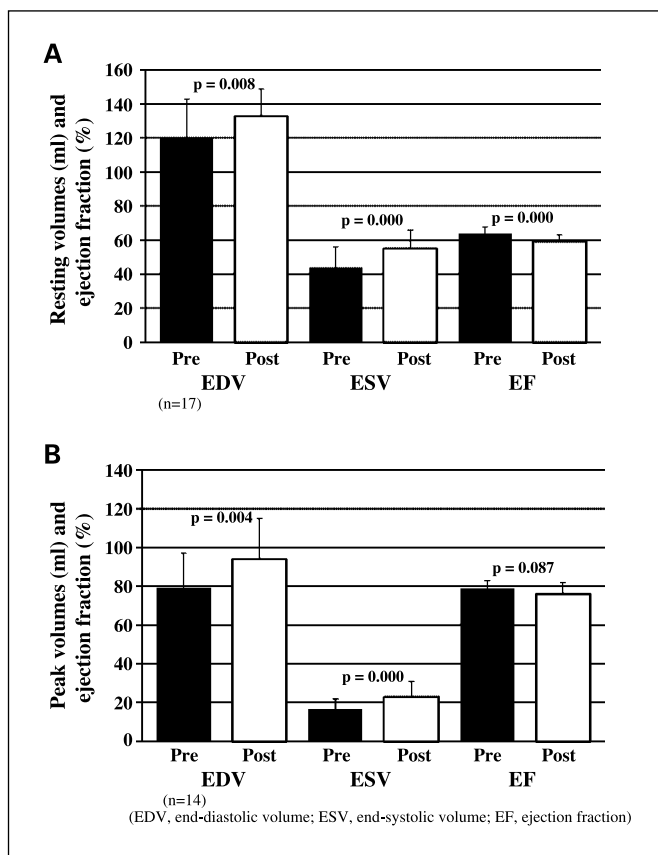 A
Resting volumes (ml) and
ejection fraction (%)
160
140
120
100
80
60
40
20
0
p = 0.008
p = 0.000
p = 0.000
Pre Post Pre Post Pre Post
EDV ESV EF
(n=17)
B
Peak volumes (ml) and
ejection fraction (%)
140
120
100
80
60
40
20
0
p = 0.004
p = 0.000
p = 0.087
Pre Post Pre Post Pre Post
EDV ESV EF
(n=14)
(EDV, end-diastolic volume; ESV, end-systolic volume; EF, ejection fraction)